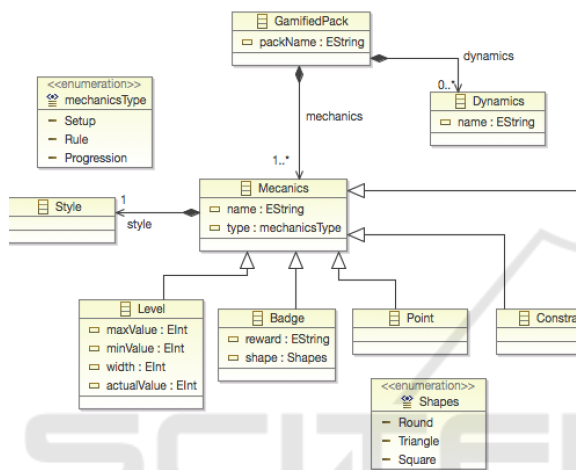 GamifiedPack
packName : EString
dynamics
0..*
Dynamics
name : EString
<<enumeration>>
mechanicsType
Setup
Rule
Progression
mechanics
1..*
Mecanics
name : EString
type : mechanicsType
1
style
Style
Level
maxValue : EInt
minValue : EInt
width : EInt
actualValue : EInt
Badge
reward : EString
shape : Shapes
Point
Constra
<<enumeration>>
Shapes
Round
Triangle
Square
SCITE